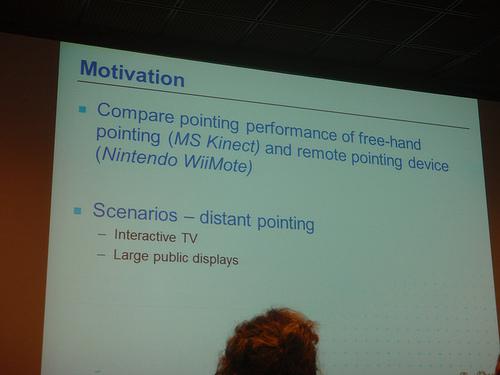 Motivation
Compare pointing performance of free-hand
pointing (MS Kinect) and remote pointing device
(Nintendo WiiMote)
Scenarios – distant pointing
– Interactive TV
– Large public displays